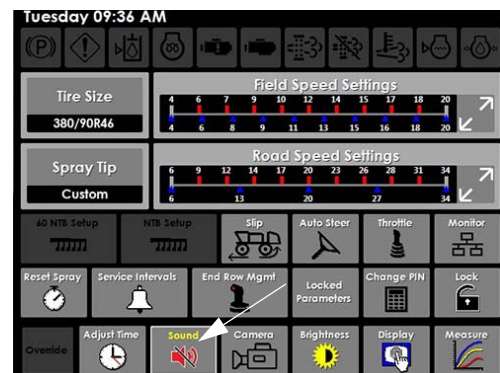 Tuesday 09:36 AM
Field Speed Settings
Tire Size
4 6 7 9 10 12 14 15 17 18 20
380/90R46
4 6 8 9 11 13 15 16 18 20
Road Speed Settings
Spray Tip
6 9 12 14 17 20 23 26 28 31 34
Custom
6 13 20 27 34
60 NTB Setup NTB Setup Slip Auto Steer Throttle Monitor
Reset Spray Service Intervals End Row Mgmt Locked Parameters Change PIN Lock
Override Adjust Time Sound Camera Brightness Display Measure
(P)